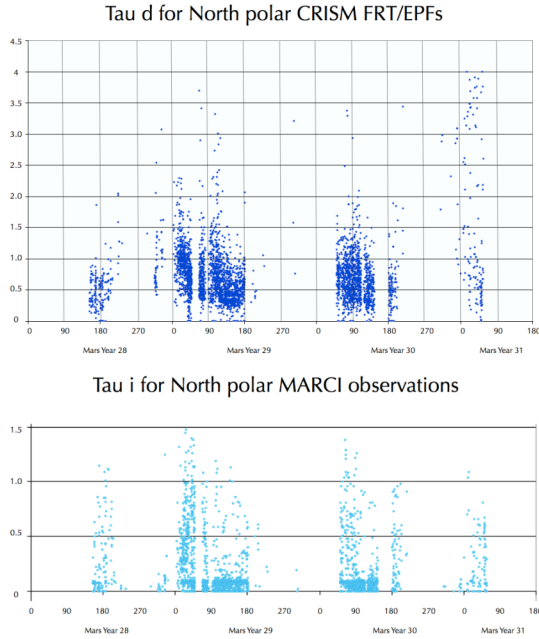 Tau d for North polar CRISM FRT/EPFs
4.5
4
3.5
3.0
2.5
2.0
1.5
1.0
0.5
0
0 90 180 270 0 90 180 270 0 90 180 270 0 90 180
Mars Year 28 Mars Year 29 Mars Year 30 Mars Year 31
Tau i for North polar MARCI observations
1.5
1.0
0.5
0
0 90 180 270 0 90 180 270 0 90 180 270 0 90 180
Mars Year 28 Mars Year 29 Mars Year 30 Mars Year 31